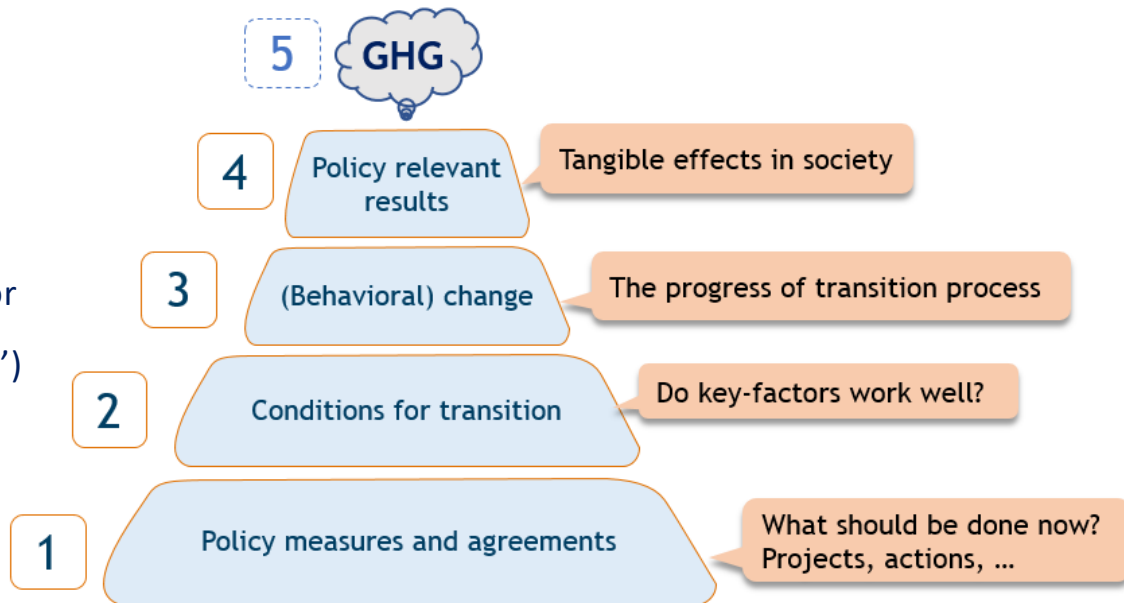 5
GHG
4
Policy relevant
results
Tangible effects in society
or
3
(Behavioral) change
The progress of transition process
’)
2
Conditions for transition
Do key-factors work well?
1
Policy measures and agreements
What should be done now?
Projects, actions, …